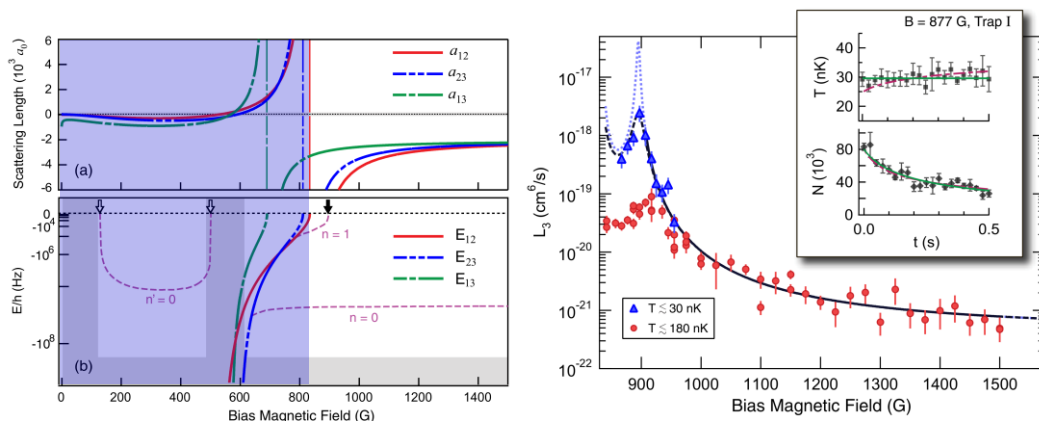 Scattering Length (10³ a₀)
6
4
2
0
-2
-4
-6
a₁₂
a₂₃
a₁₃
(a)
E/h (Hz)
0
-10⁶
-10⁸
n = 1
n' = 0
n = 0
E₁₂
E₂₃
E₁₃
(b)
0 200 400 600 800 1000 1200 1400
Bias Magnetic Field (G)
L₃ (cm⁶/s)
10⁻¹⁷
10⁻¹⁸
10⁻¹⁹
10⁻²⁰
10⁻²¹
10⁻²²
T ≲ 30 nK
T ≲ 180 nK
900 1000 1100 1200 1300 1400 1500
Bias Magnetic Field (G)
B = 877 G, Trap I
T (nK)
40
30
20
N (10³)
80
40
0
0.0 0.5
t (s)